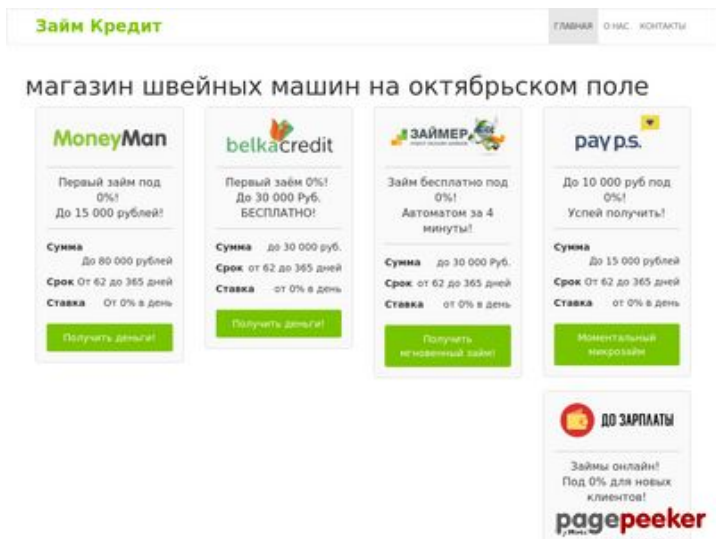 Займ Кредит
ГЛАВНАЯ О НАС. КОНТАКТЫ
магазин швейных машин на октябрьском поле
MoneyMan
Первый займ под
0%!
До 15 000 рублей!
Сумма
До 80 000 рублей
Срок От 62 до 365 дней
Ставка От 0% в день
Получить деньги!
belkacredit
Первый заём 0%!
До 30 000 Руб.
БЕСПЛАТНО!
Сумма до 30 000 руб.
Срок от 62 до 365 дней
Ставка от 0% в день
Получить деньги!
ЗАЙМЕР
Займ бесплатно под
0%!
Автоматом за 4
минуты!
Сумма до 30 000 Руб.
Срок от 62 до 365 дней
Ставка от 0% в день
Получить
мгновенный займ!
pay p.s.
До 10 000 руб под
0%!
Успей получить!
Сумма
До 15 000 рублей
Срок От 62 до 365 дней
Ставка от 0% в день
Моментальный
микрозайм
ДО ЗАРПЛАТЫ
Займы онлайн!
Под 0% для новых
клиентов!
pagepeeker